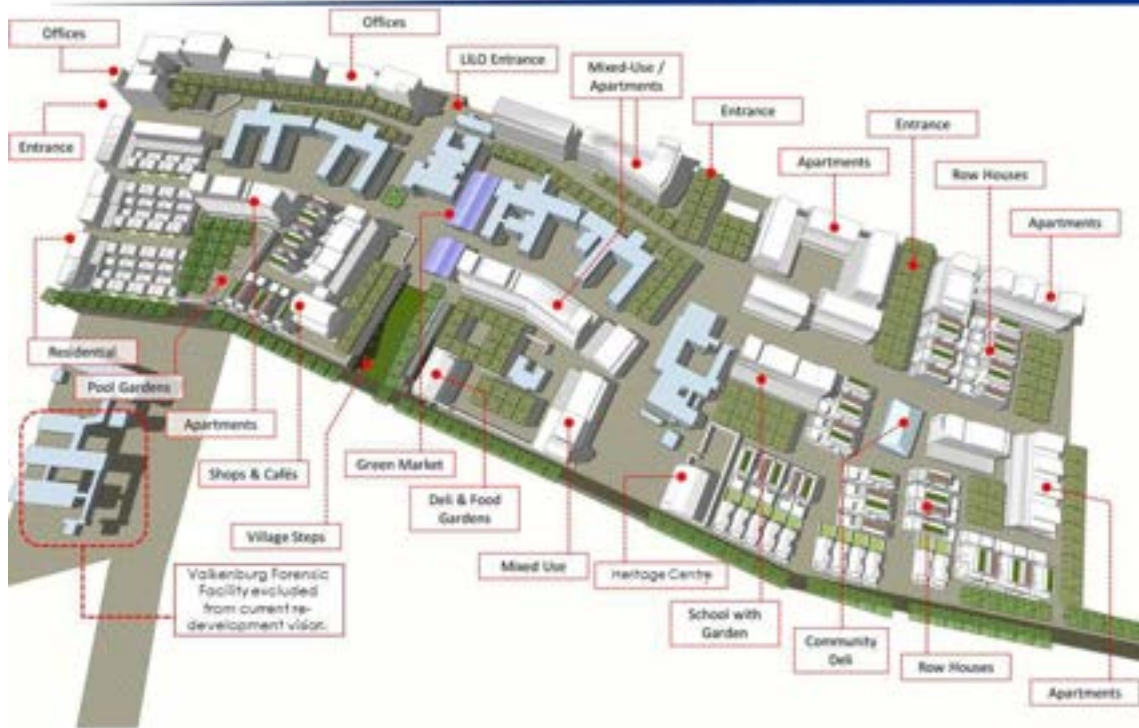 Offices
Offices
LILO Entrance
Mixed-Use /
Apartments
Entrance
Entrance
Entrance
Apartments
Row Houses
Apartments
Residential
Pool Gardens
Apartments
Shops & Cafés
Green Market
Deli & Food
Gardens
Village Steps
Mixed Use
Heritage Centre
School with
Garden
Community
Deli
Row Houses
Apartments
Valkenburg Forensic
Facility excluded
from current re-
development vision.